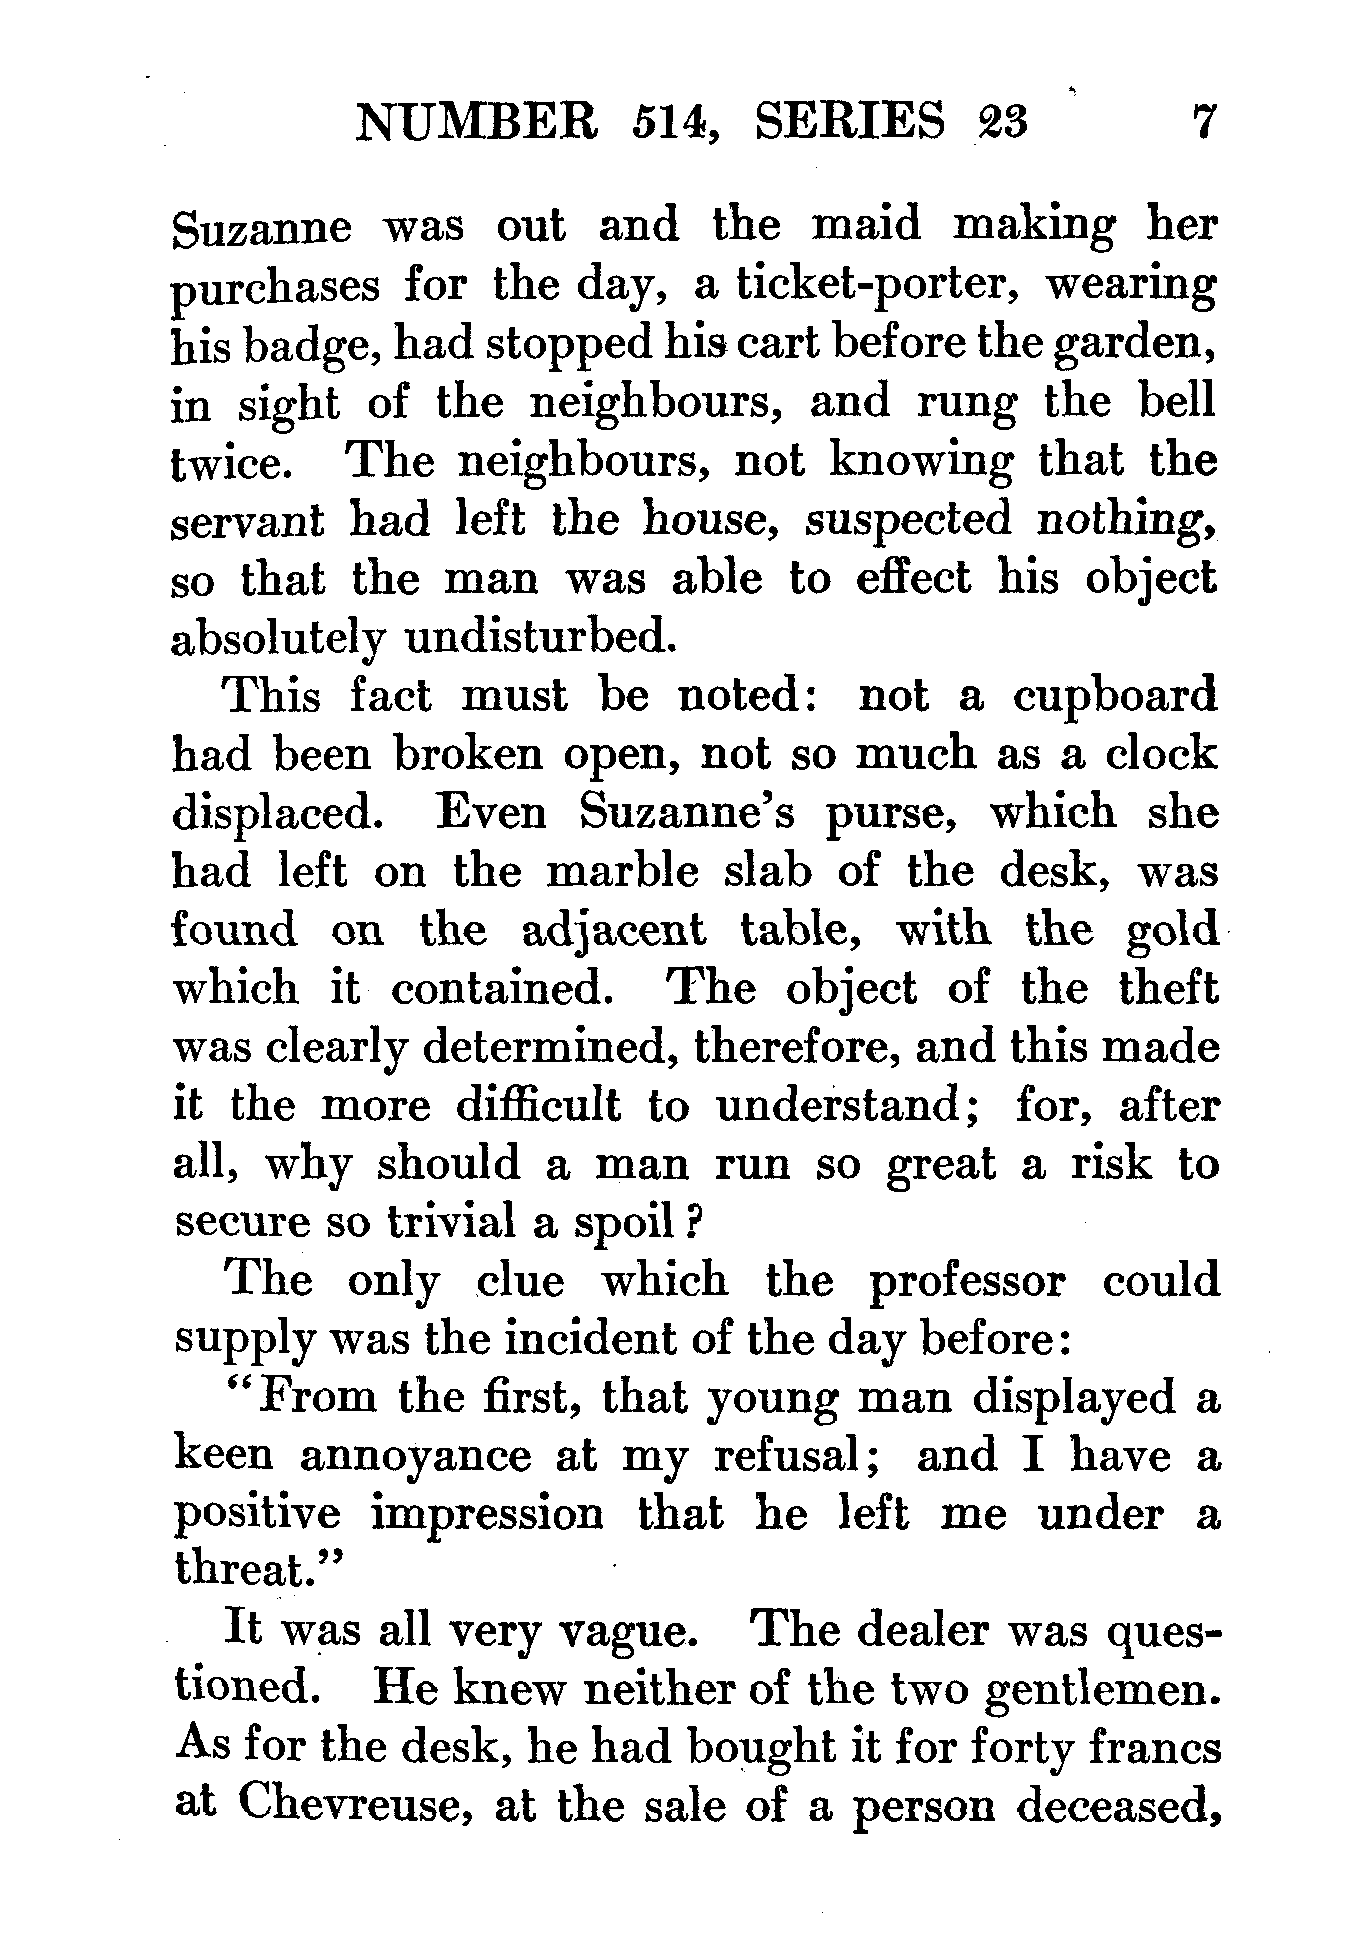 NUMBER 514, SERIES 23 7
Suzanne was out and the maid making her
purchases for the day, a ticket-porter, wearing
his badge, had stopped his cart before the garden,
in sight of the neighbours, and rung the bell
twice. The neighbours, not knowing that the
servant had left the house, suspected nothing,
so that the man was able to effect his object
absolutely undisturbed.
This fact must be noted: not a cupboard
had been broken open, not so much as a clock
displaced. Even Suzanne's purse, which she
had left on the marble slab of the desk, was
found on the adjacent table, with the gold
which it contained. The object of the theft
was clearly determined, therefore, and this made
it the more difficult to understand; for, after
all, why should a man run so great a risk to
secure so trivial a spoil?
The only clue which the professor could
supply was the incident of the day before:
"From the first, that young man displayed a
keen annoyance at my refusal; and I have a
positive impression that he left me under a
threat."
It was all very vague. The dealer was ques-
tioned. He knew neither of the two gentlemen.
As for the desk, he had bought it for forty francs
at Chevreuse, at the sale of a person deceased,